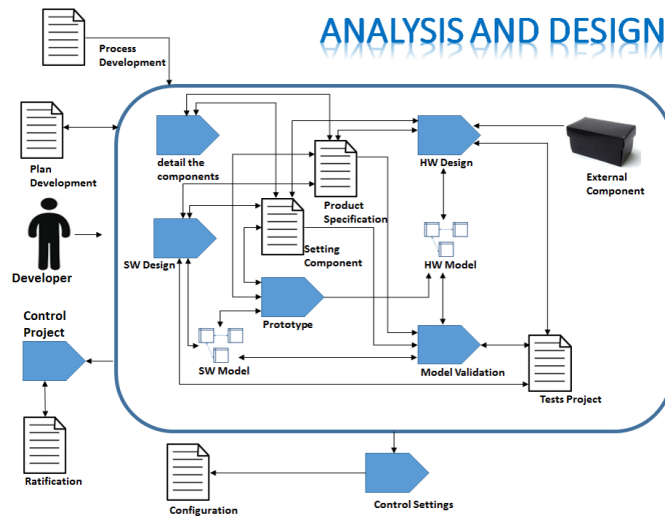 ANALYSIS AND DESIGN
Process
Development
Plan
Development
detail the
components
HW Design
External
Component
Product
Specification
Developer
SW Design
Setting
Component
HW Model
Control
Project
Prototype
SW Model
Model Validation
Tests Project
Ratification
Configuration
Control Settings